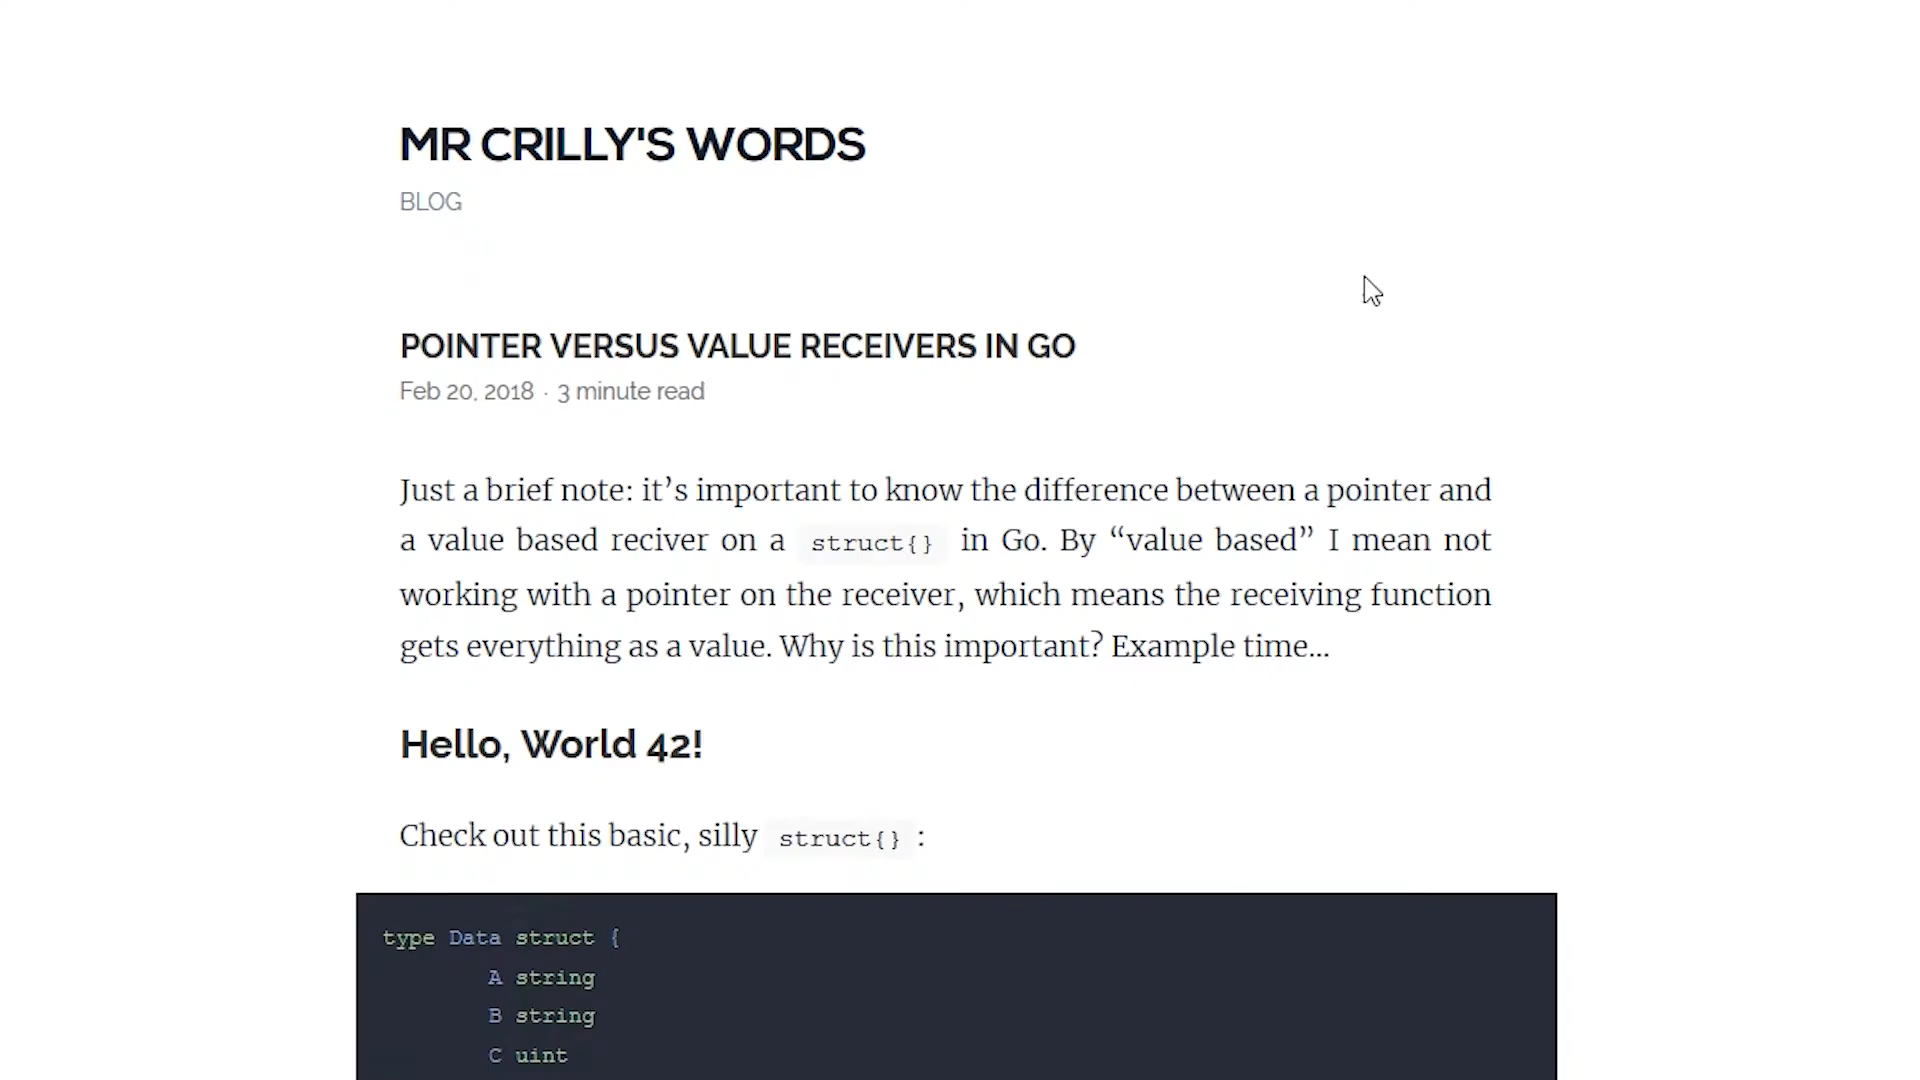 MR CRILLY'S WORDS
BLOG
POINTER VERSUS VALUE RECEIVERS IN GO
Feb 20, 2018 · 3 minute read
Just a brief note: it’s important to know the difference between a pointer and
a value based reciver on a struct{} in Go. By “value based” I mean not
working with a pointer on the receiver, which means the receiving function
gets everything as a value. Why is this important? Example time…
Hello, World 42!
Check out this basic, silly struct{} :
type Data struct {
A string
B string
C uint